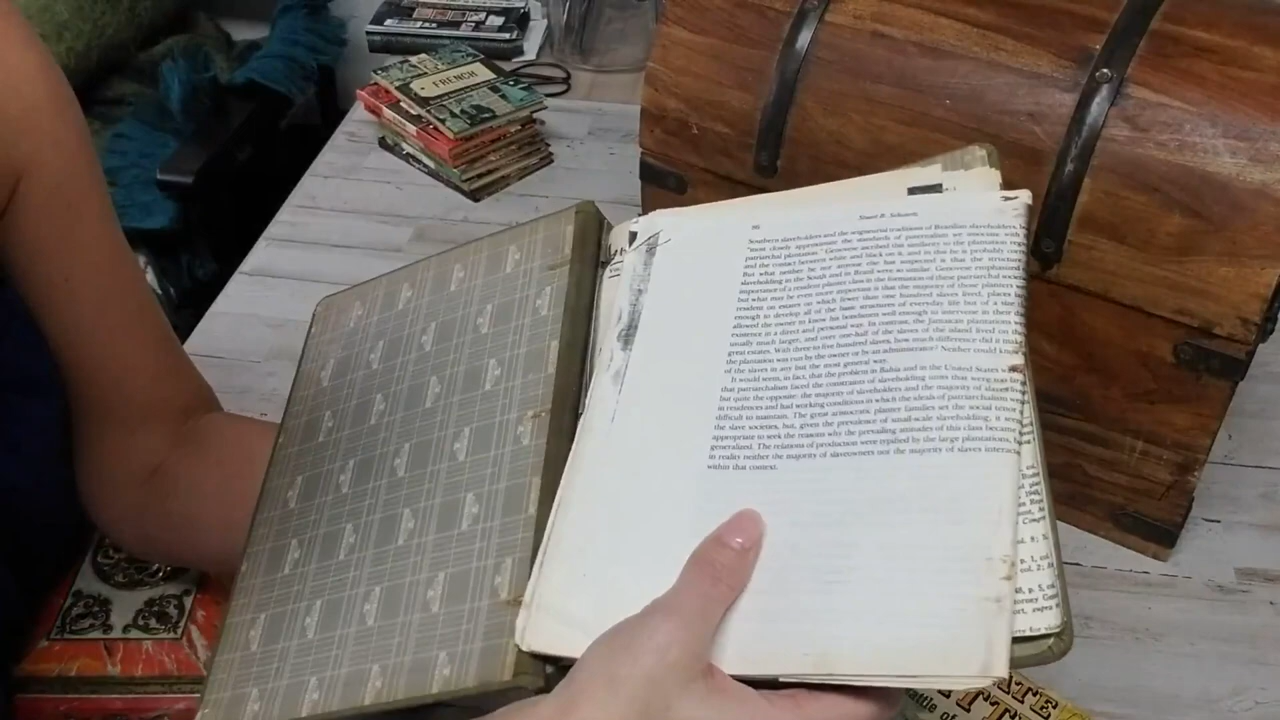 FRENCH
96
Stuart B. Schwartz
Southern slaveholders and the seigneurial traditions of Brazilian slaveholders, 
"most closely approximate the standards of paternalism we associate with
patriarchal plantation." Genovese ascribed this similarity to the plantation
and the contact between white and black on it, and in this he is probably
But what neither he nor anyone else has suspected is that the structure
slaveholding in the South and in Brazil were so similar. Genovese emphasized
importance of a resident planter class in the formation of these patriarchal
but what may be even more important is that the majority of those planters
resident on estates on which fewer than one hundred slaves lived, places
enough to develop all of the basic structures of everyday life but of a size
allowed the owner to know his bondsmen well enough to intervene in their
existence in a direct and personal way. In contrast, the Jamaican plantations
usually much larger, and over one-half of the slaves of the island lived on
great estates. With three to five hundred slaves, how much difference did it
the plantation was run by the owner or by an administrator? Neither could know
of the slaves in any but the most general way.
It would seem, in fact, that the problem in Bahia and in the United States
that patriarchalism faced the constraints of slaveholding units that were too
but quite the opposite: the majority of slaveholders and the majority of slaves
in residences and had working conditions in which the ideals of patriarchalism
difficult to maintain. The great aristocratic planter families set the social tenor
the slave societies, but, given the prevalence of small-scale slaveholding, it
appropriate to seek the reasons why the prevailing attitudes of this class became
generalized. The relations of production were typified by the large plantations,
in reality neither the majority of slaveowners nor the majority of slaves
within that context.